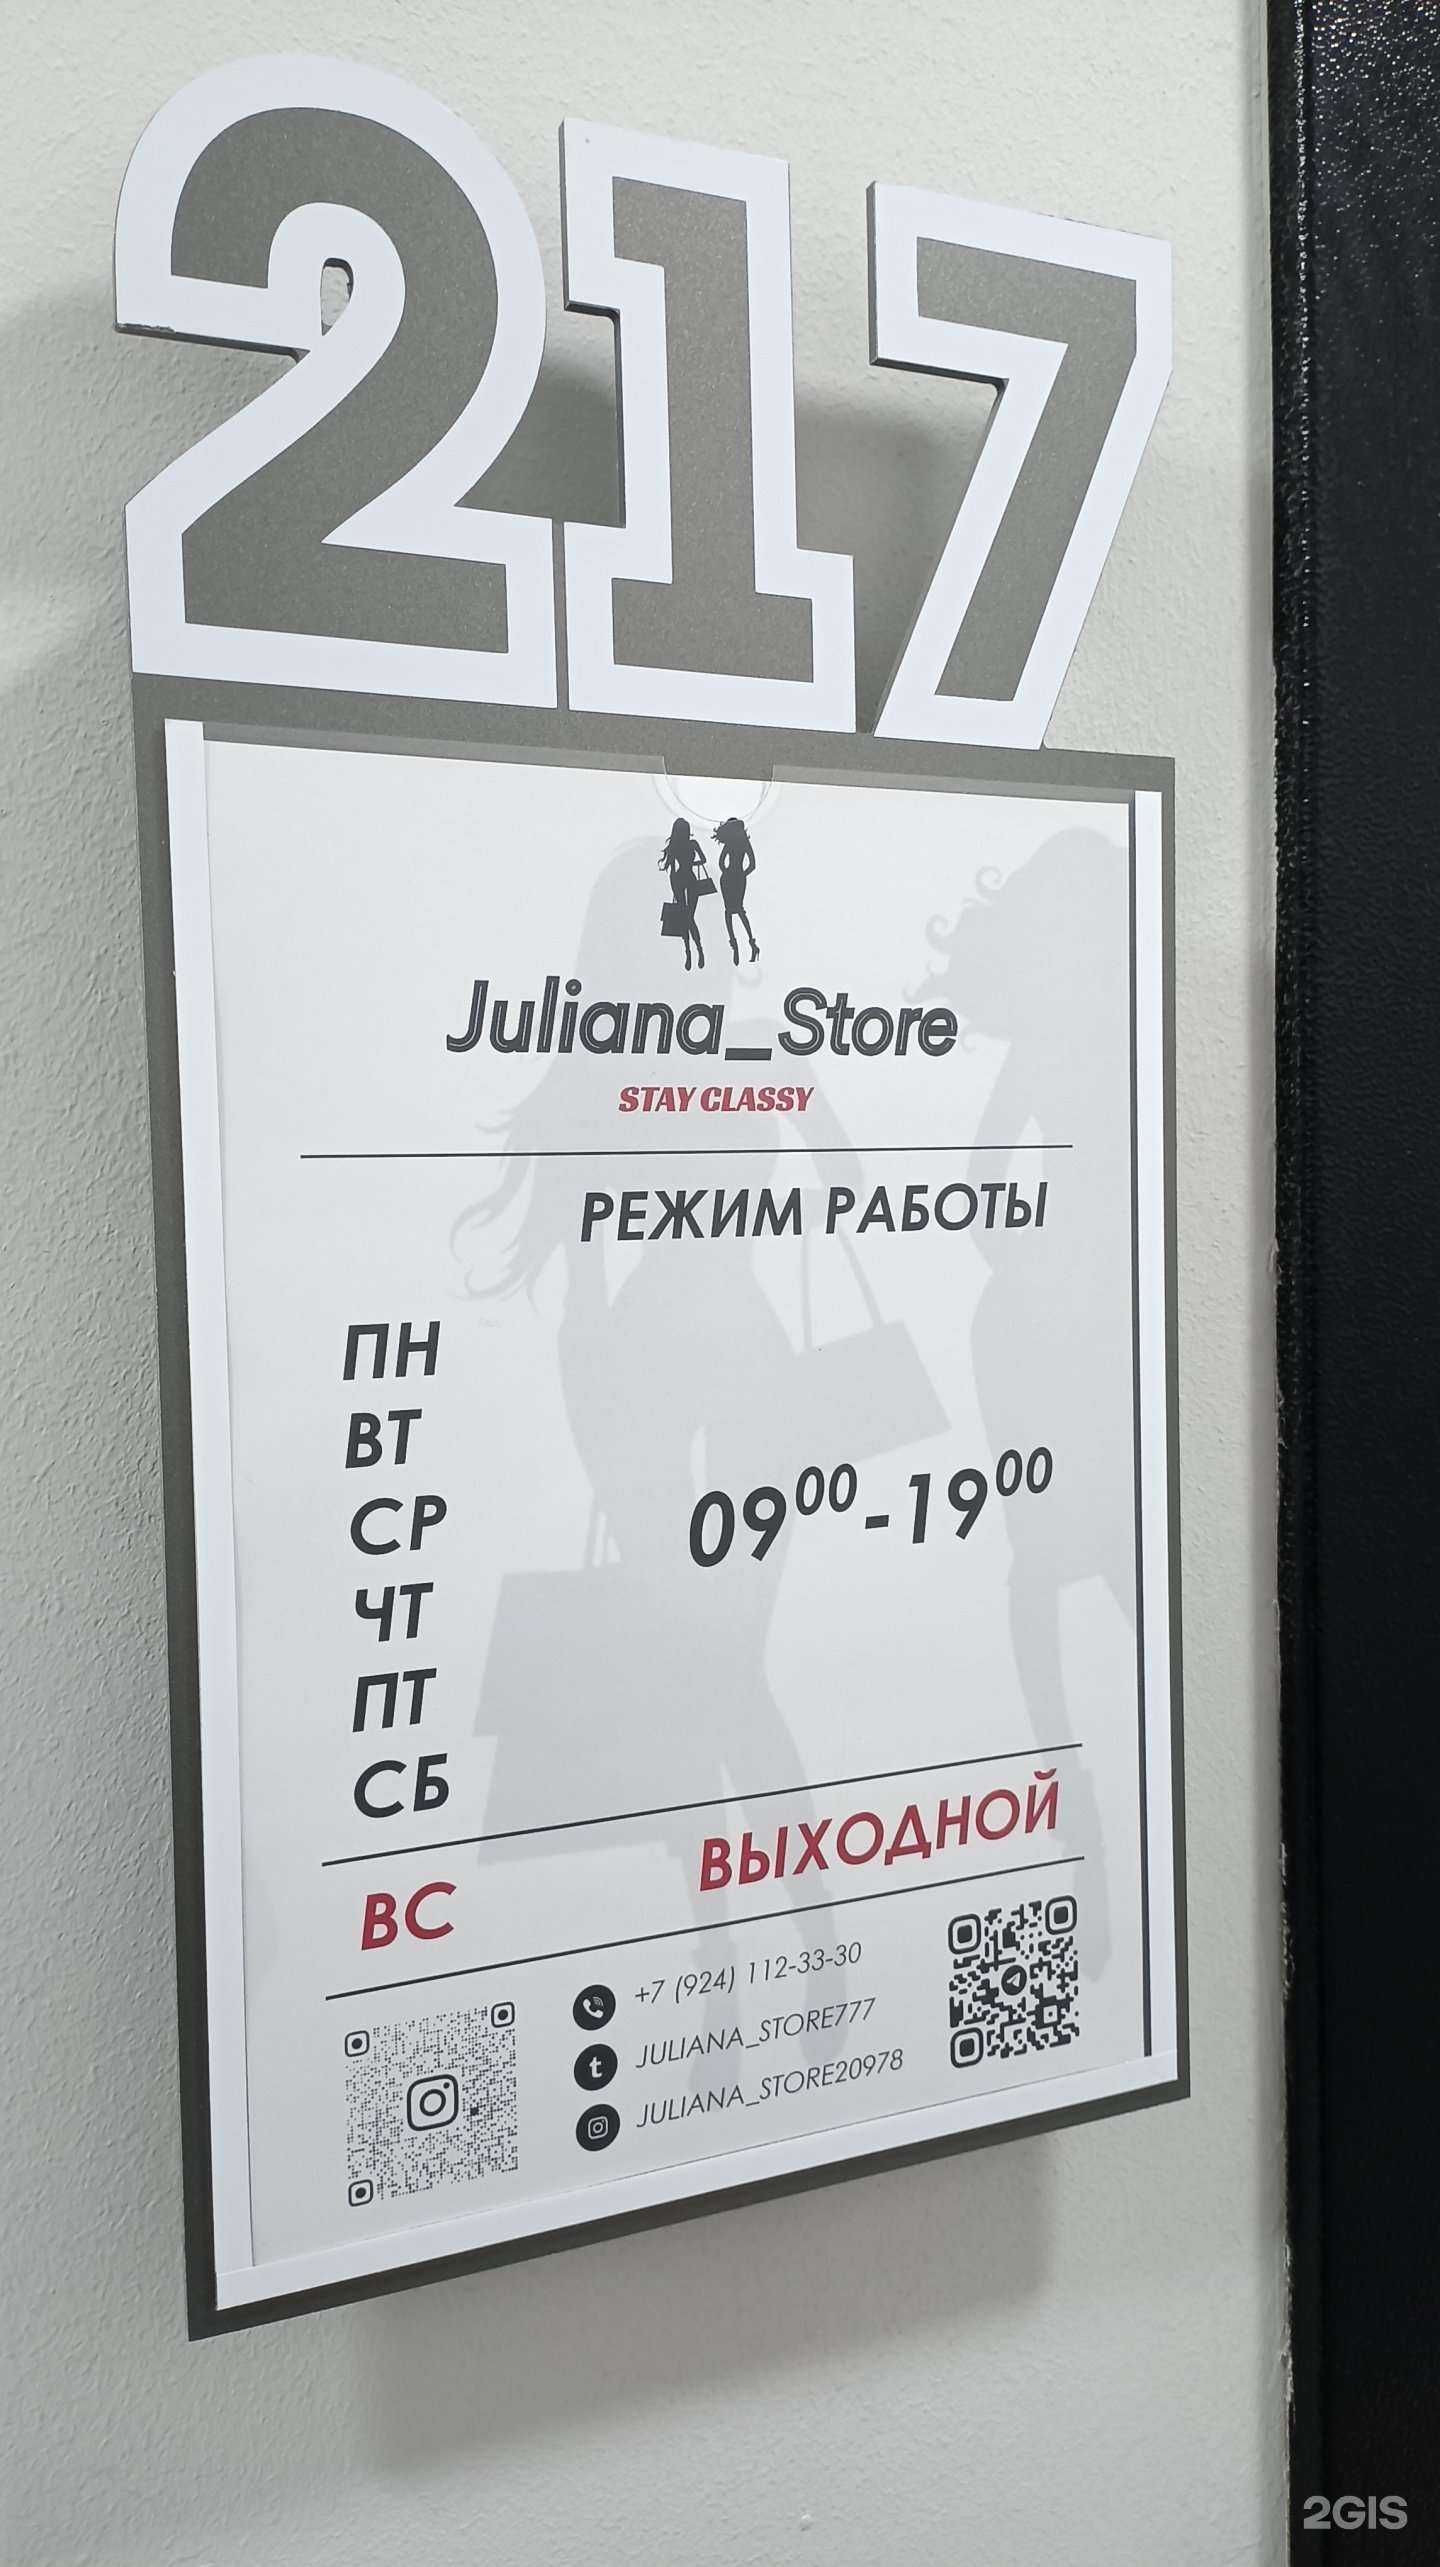 217
Juliana_Store
STAY CLASSY
РЕЖИМ РАБОТЫ
ПН
ВТ
СР
ЧТ
ПТ
СБ
09⁰⁰-19⁰⁰
ВС ВЫХОДНОЙ
+7 (924) 112-33-30
t JULIANA_STORE777
JULIANA_STORE20978
2GIS